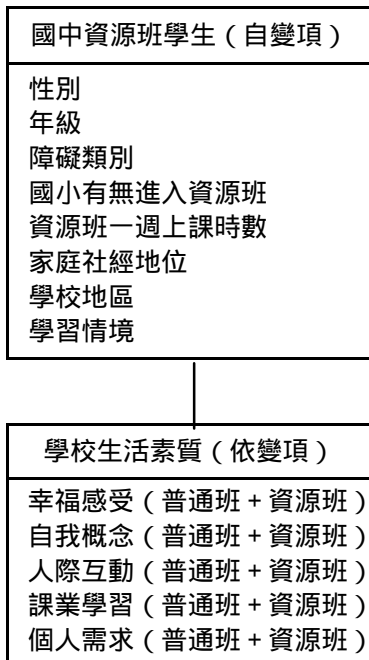 國中資源班學生（自變項）
性別
年級
障礙類別
國小有無進入資源班
資源班一週上課時數
家庭社經地位
學校地區
學習情境
學校生活素質（依變項）
幸福感受（普通班+資源班）
自我概念（普通班+資源班）
人際互動（普通班+資源班）
課業學習（普通班+資源班）
個人需求（普通班+資源班）